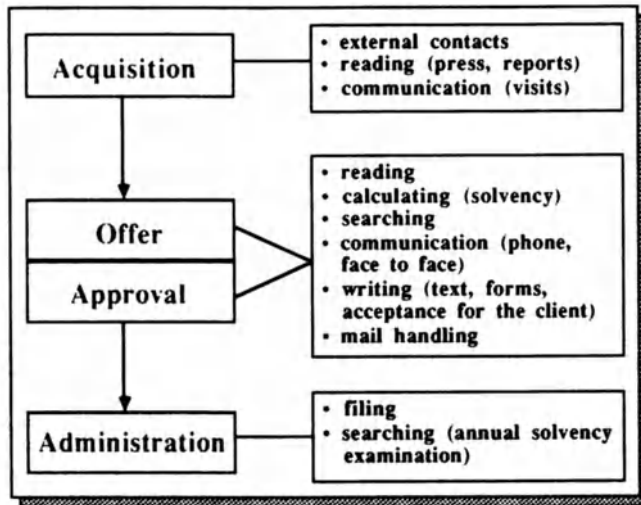 Acquisition
• external contacts
• reading (press, reports)
• communication (visits)
Offer
Approval
• reading
• calculating (solvency)
• searching
• communication (phone,
face to face)
• writing (text, forms,
acceptance for the client)
• mail handling
Administration
• filing
• searching (annual solvency
examination)